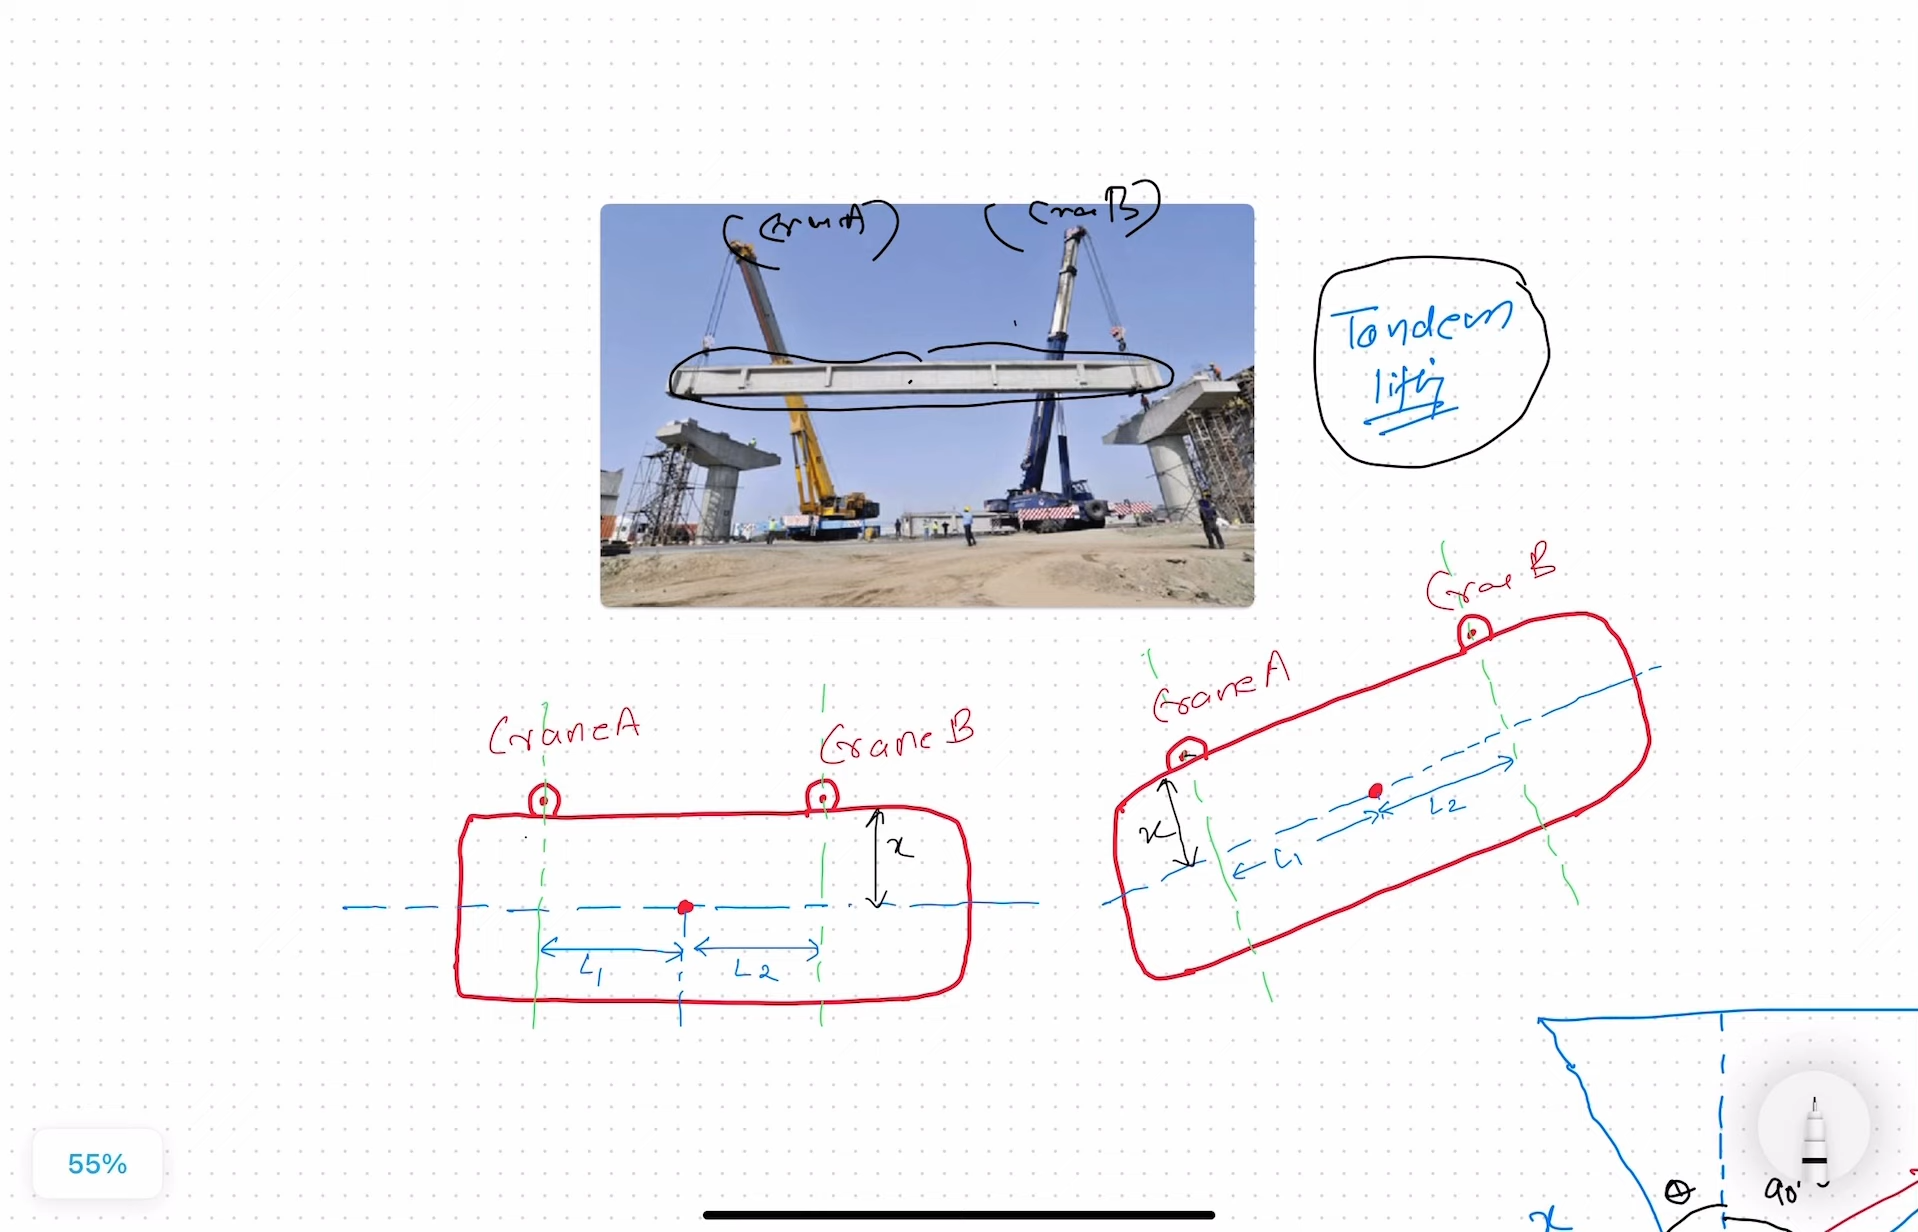 (Crane A)
(Crane B)
Tandem
lifting
Crane B
Crane A
Crane A
Crane B
x
L1
L2
x
L1
L2
55%
θ
90°
x